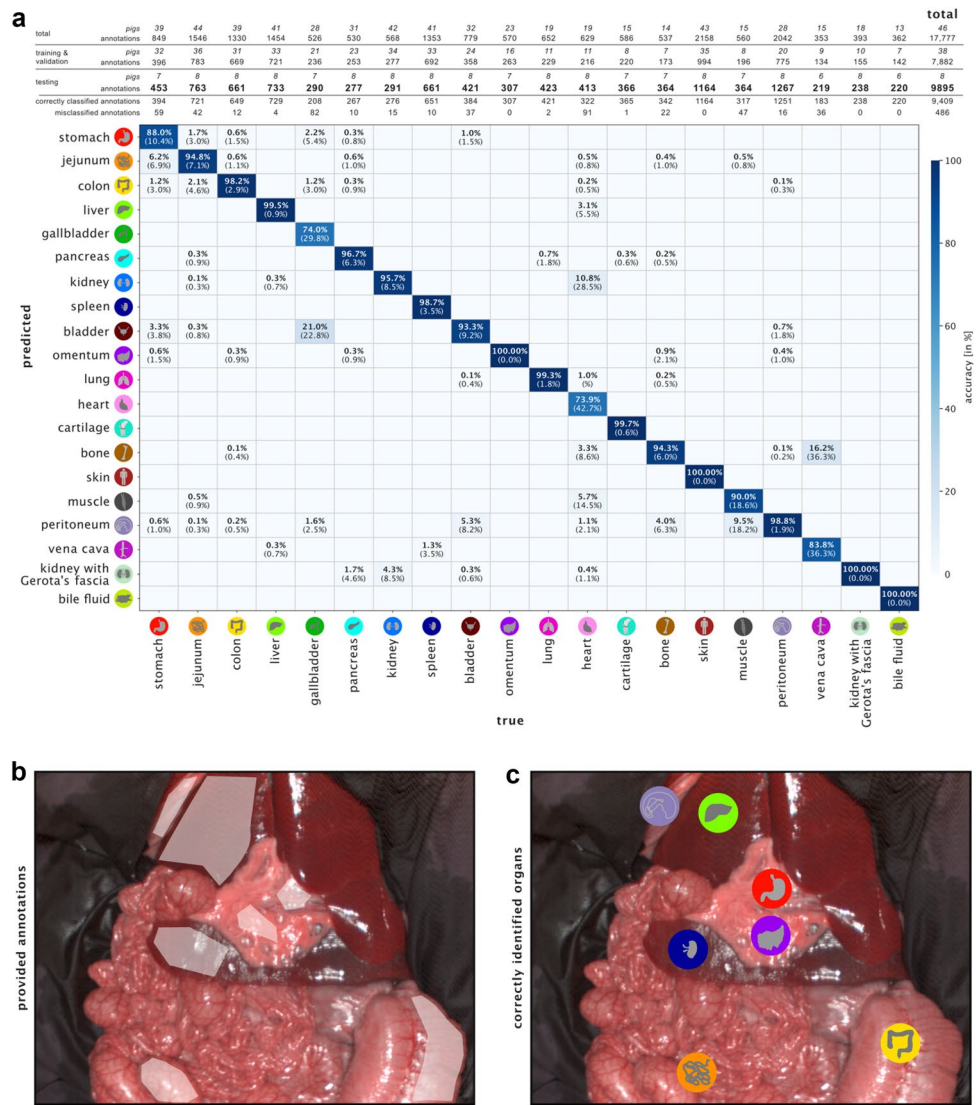 a
total
pigs 39 44 39 41 28 31 42 41 32 23 19 19 15 14 43 15 28 15 18 13 46
total annotations 849 1546 1330 1454 526 530 568 1353 779 570 652 629 586 537 2158 560 2042 353 393 362 17,777
pigs 32 36 31 33 21 23 34 33 24 16 11 11 8 7 35 8 20 9 10 7 38
training & validation annotations 396 783 669 721 236 253 277 692 358 263 229 216 220 173 994 196 775 134 155 142 7,882
pigs 7 8 8 8 7 8 8 8 8 7 8 8 7 7 8 7 8 6 8 6 8
testing annotations 453 763 661 733 290 277 291 661 421 307 423 413 366 364 1164 364 1267 219 238 220 9895
correctly classified annotations 394 721 649 729 208 267 276 651 384 307 421 322 365 342 1164 317 1251 183 238 220 9,409
misclassified annotations 59 42 12 4 82 10 15 10 37 0 2 91 1 22 0 47 16 36 0 0 486
stomach 88.0% 1.7% 0.6% 2.2% 0.3% 1.0%
(10.4%) (3.0%) (1.5%) (5.4%) (0.8%) (1.5%)
jejunum 6.2% 94.8% 0.6% 0.6% 0.5% 0.4% 0.5%
(6.9%) (7.1%) (1.1%) (1.0%) (0.8%) (1.0%) (0.8%)
colon 1.2% 2.1% 98.2% 1.2% 0.3% 0.2% 0.1%
(3.0%) (4.6%) (2.9%) (3.0%) (0.9%) (0.5%) (0.3%)
liver 99.5% 3.1%
(0.9%) (5.5%)
gallbladder 74.0%
(29.8%)
pancreas 0.3% 96.7% 0.7% 0.3% 0.2%
(0.9%) (6.3%) (1.8%) (0.6%) (0.5%)
kidney 0.1% 0.3% 95.7% 10.8%
(0.3%) (0.7%) (8.5%) (28.5%)
spleen 98.7%
(3.5%)
bladder 3.3% 0.3% 21.0% 93.3% 0.7%
(3.8%) (0.8%) (22.8%) (9.2%) (1.8%)
omentum 0.6% 0.3% 0.3% 100.00% 0.9% 0.4%
(1.5%) (0.9%) (0.9%) (0.0%) (2.1%) (1.0%)
lung 0.1% 99.3% 1.0% 0.2%
(0.4%) (1.8%) (%) (0.5%)
heart 73.9%
(42.7%)
cartilage 99.7%
(0.6%)
bone 0.1% 3.3% 94.3% 0.1% 16.2%
(0.4%) (8.6%) (6.0%) (0.2%) (36.3%)
skin 100.00%
(0.0%)
muscle 0.5% 5.7% 90.0%
(0.9%) (14.5%) (18.6%)
peritoneum 0.6% 0.1% 0.2% 1.6% 5.3% 1.1% 4.0% 9.5% 98.8%
(1.0%) (0.3%) (0.5%) (2.5%) (8.2%) (2.1%) (6.3%) (18.2%) (1.9%)
vena cava 0.3% 1.3% 83.8%
(0.7%) (3.5%) (36.3%)
kidney with 1.7% 4.3% 0.3% 0.4% 100.00%
Gerota's fascia (4.6%) (8.5%) (0.6%) (1.1%) (0.0%)
bile fluid 100.00%
(0.0%)
predicted
100
80
60
40
20
0
accuracy [in %]
stomach
jejunum
colon
liver
gallbladder
pancreas
kidney
spleen
bladder
omentum
lung
heart
cartilage
bone
skin
muscle
peritoneum
vena cava
kidney with
Gerota's fascia
bile fluid
true
b
provided annotations
c
correctly identified organs